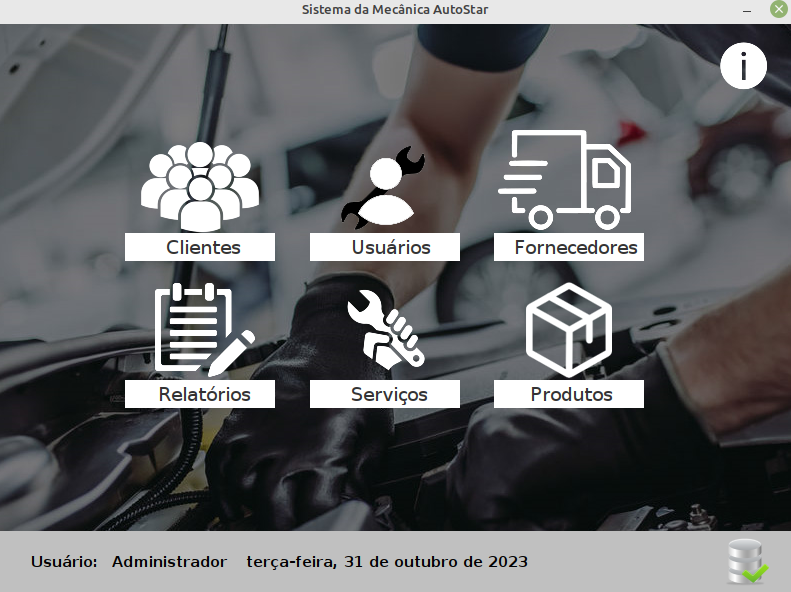 Sistema da Mecânica AutoStar
i
Clientes
Usuários
Fornecedores
Relatórios
Serviços
Produtos
Usuário: Administrador terça-feira, 31 de outubro de 2023